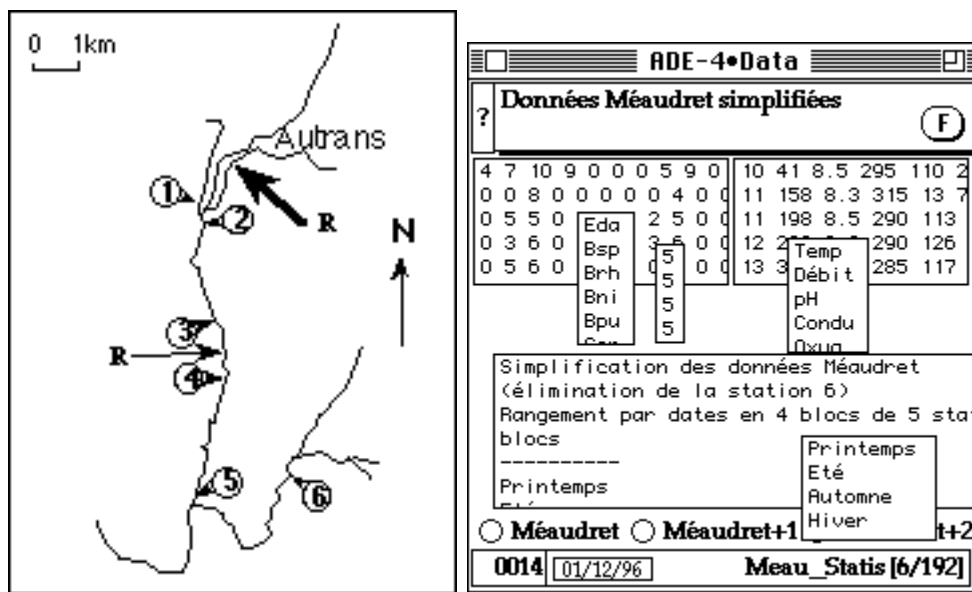 0 1km
Autrans
1
2
R
N
3
R
4
5
6
ADE-4•Data
?
Données Méaudret simplifiées
F
4 7 10 9 0 0 0 5 9 0
0 0 8 0 0 0 0 0 4 0 0
0 5 5 0 2 5 0 0
0 3 6 0 0 0
0 5 6 0 0 0
10 41 8.5 295 110 2
11 158 8.3 315 13 7
11 198 8.5 290 113
12 290 126
13 285 117
Eda
Bsp
Brh
Bni
Bpu
5
5
5
5
Temp
Débit
pH
Condu
Oxyg
Simplification des données Méaudret
(élimination de la station 6)
Rangement par dates en 4 blocs de 5 stat
blocs
----------
Printemps
Printemps
Eté
Automne
Hiver
Méaudret
Méaudret+1
t+2
0014
01/12/96
Meau_Statis [6/192]